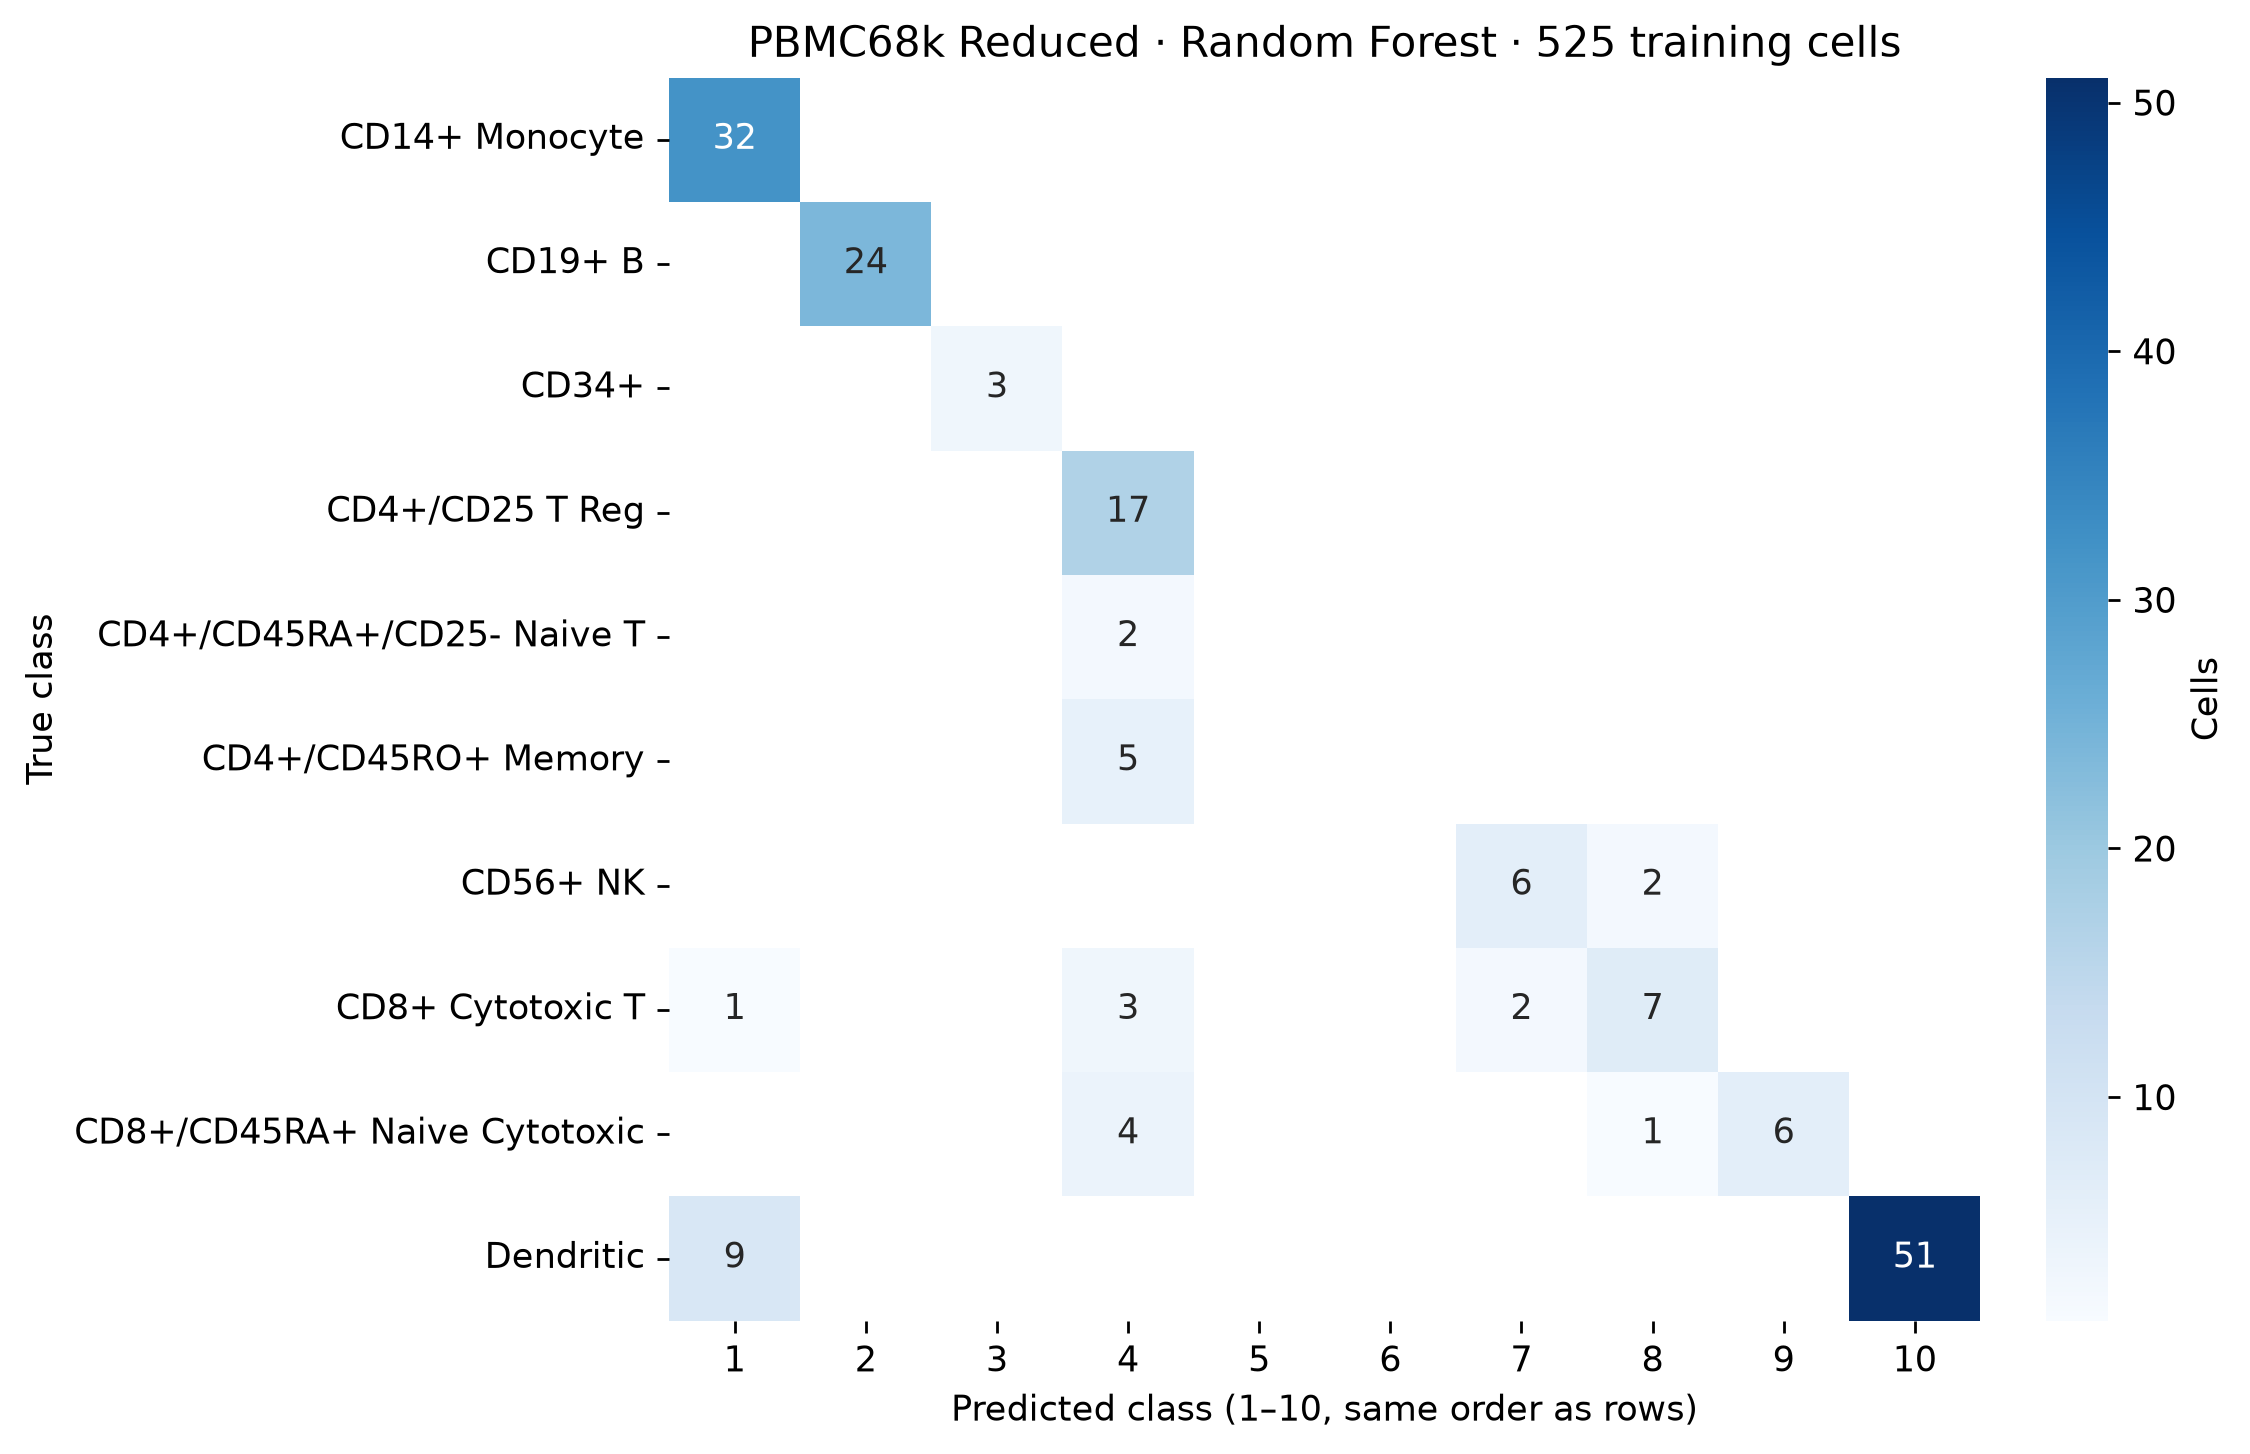 PBMC68k Reduced · Random Forest · 525 training cells
CD14+ Monocyte
32
CD19+ B
24
CD34+
3
CD4+/CD25 T Reg
17
CD4+/CD45RA+/CD25- Naive T
2
CD4+/CD45RO+ Memory
5
CD56+ NK
6 2
CD8+ Cytotoxic T
1 3 2 7
CD8+/CD45RA+ Naive Cytotoxic
4 1 6
Dendritic
9 51
1 2 3 4 5 6 7 8 9 10
Predicted class (1–10, same order as rows)
True class
50
40
30
20
10
Cells